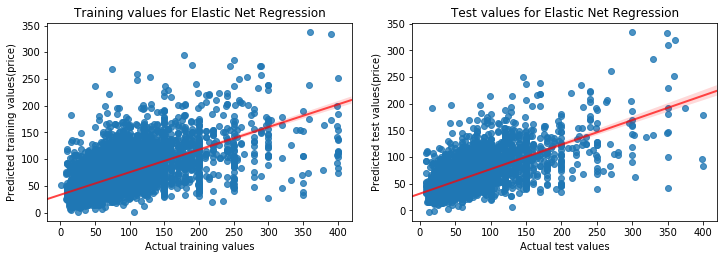 Training values for Elastic Net Regression
Predicted training values(price)
350
300
250
200
150
100
50
0
0 50 100 150 200 250 300 350 400
Actual training values
Test values for Elastic Net Regression
Predicted test values(price)
350
300
250
200
150
100
50
0
0 50 100 150 200 250 300 350 400
Actual test values